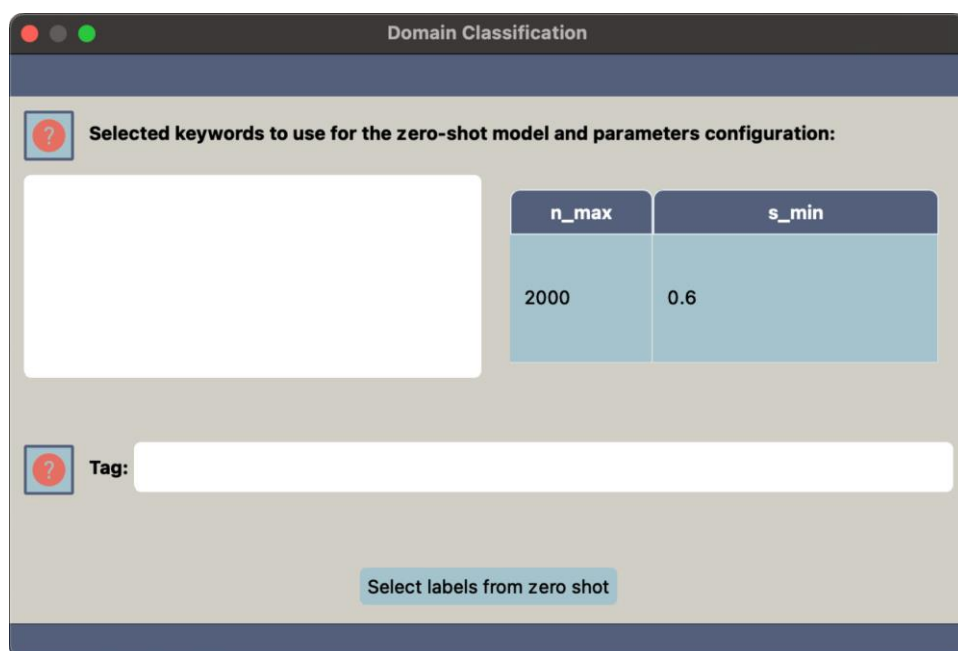 Domain Classification
?
Selected keywords to use for the zero-shot model and parameters configuration:
n_max s_min
2000 0.6
?
Tag:
Select labels from zero shot